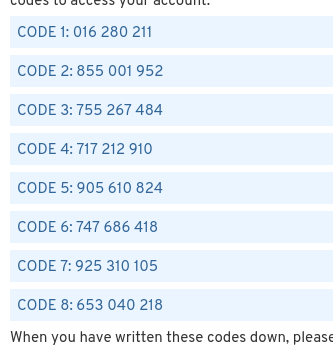 codes to access your account.
CODE 1: 016 280 211
CODE 2: 855 001 952
CODE 3: 755 267 484
CODE 4: 717 212 910
CODE 5: 905 610 824
CODE 6: 747 686 418
CODE 7: 925 310 105
CODE 8: 653 040 218
When you have written these codes down, please